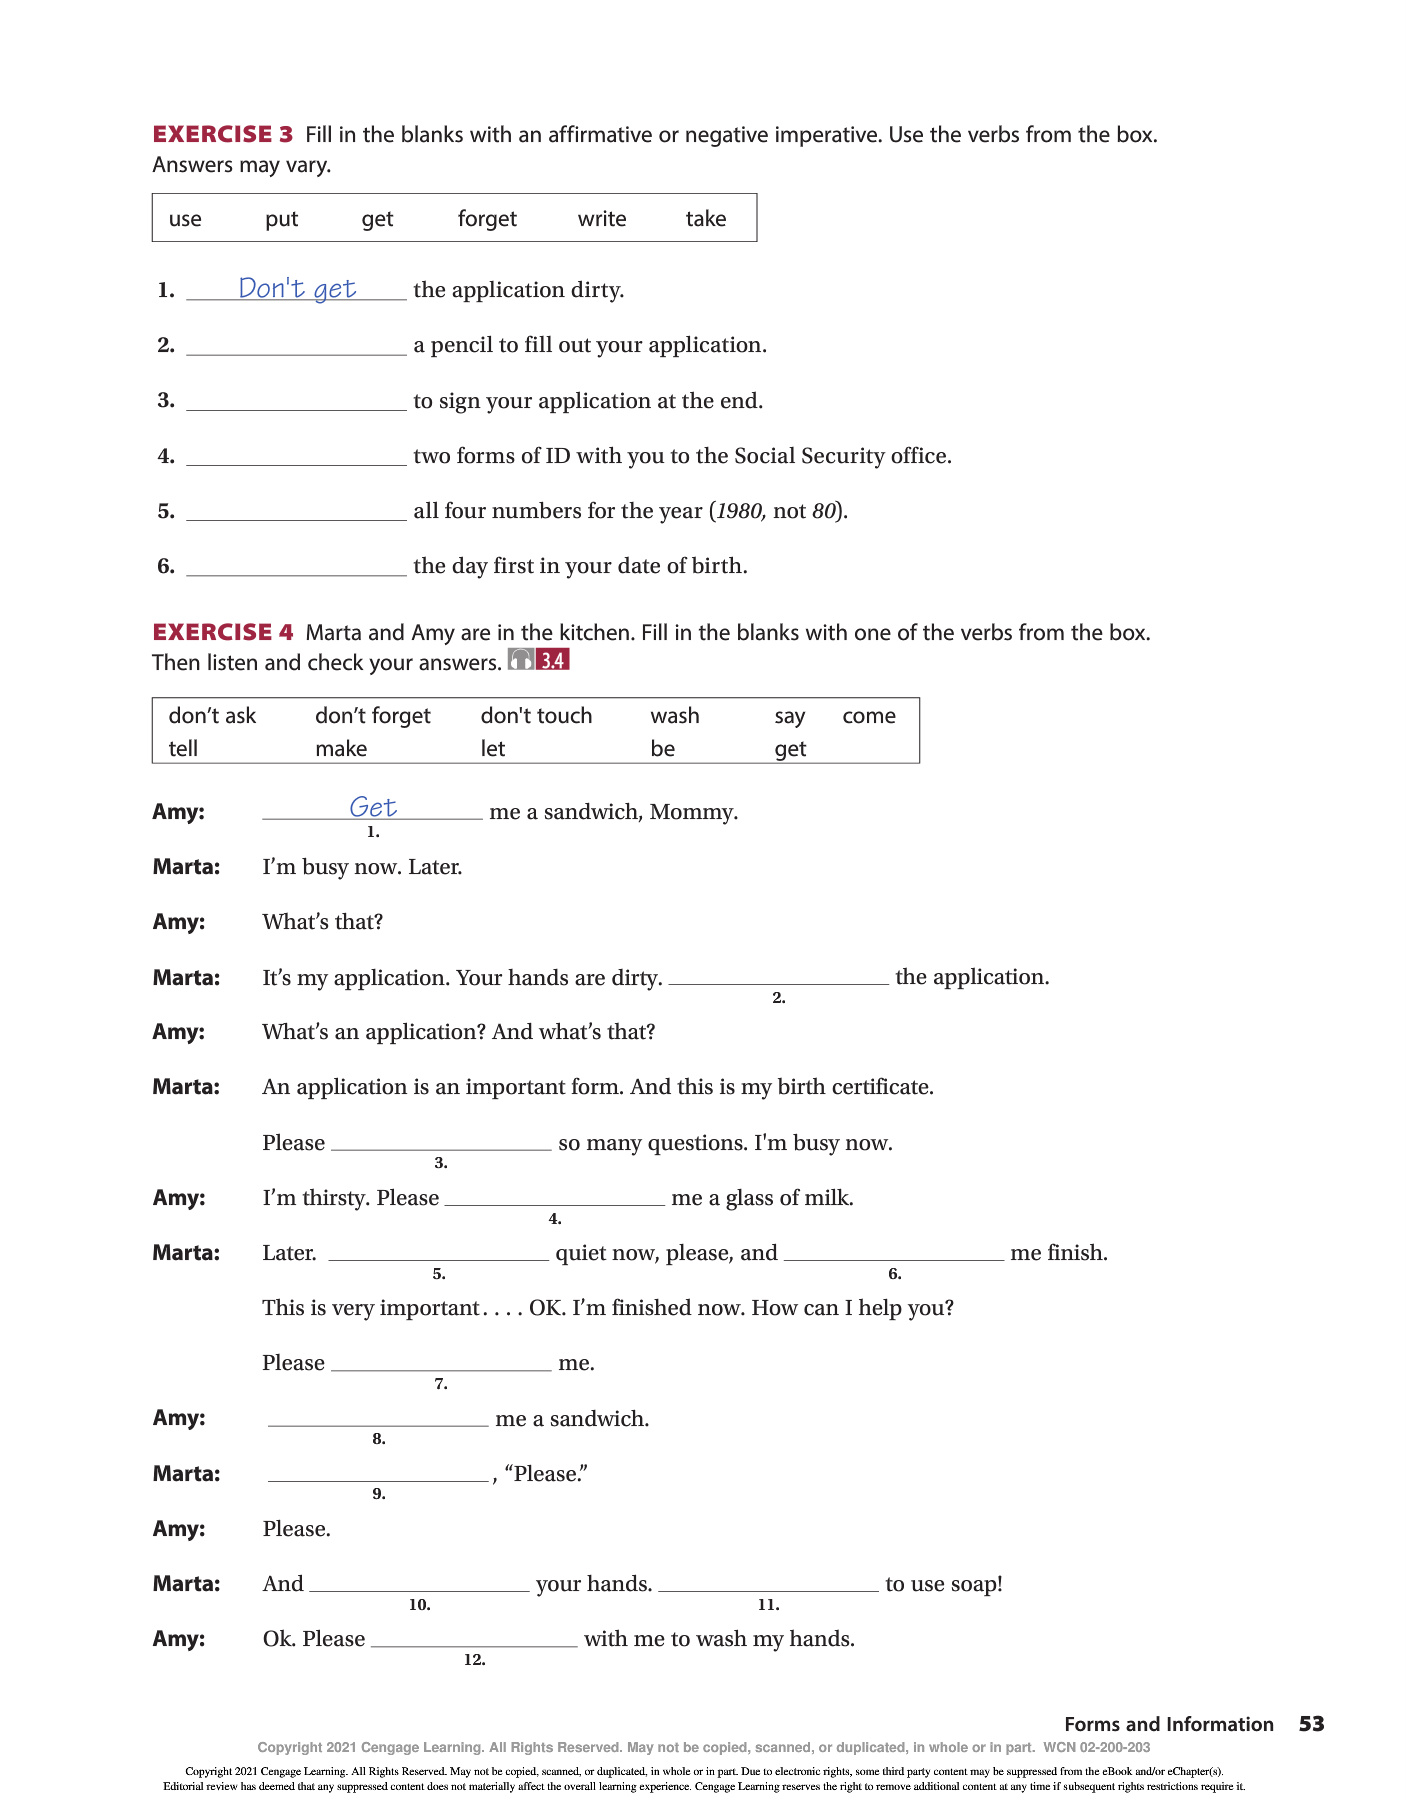 EXERCISE 3 Fill in the blanks with an affirmative or negative imperative. Use the verbs from the box.
Answers may vary.
use put get forget write take
1. Don't get the application dirty.
2. ____________________ a pencil to fill out your application.
3. ____________________ to sign your application at the end.
4. ____________________ two forms of ID with you to the Social Security office.
5. ____________________ all four numbers for the year (1980, not 80).
6. ____________________ the day first in your date of birth.
EXERCISE 4 Marta and Amy are in the kitchen. Fill in the blanks with one of the verbs from the box.
Then listen and check your answers. 3.4
don’t ask don’t forget don't touch wash say come
tell make let be get
Amy: Get me a sandwich, Mommy.
1.
Marta: I’m busy now. Later.
Amy: What’s that?
Marta: It’s my application. Your hands are dirty. ____________________ the application.
2.
Amy: What’s an application? And what’s that?
Marta: An application is an important form. And this is my birth certificate.
Please ____________________ so many questions. I'm busy now.
3.
Amy: I’m thirsty. Please ____________________ me a glass of milk.
4.
Marta: Later. ____________________ quiet now, please, and ____________________ me finish.
5. 6.
This is very important . . . . OK. I’m finished now. How can I help you?
Please ____________________ me.
7.
Amy: ____________________ me a sandwich.
8.
Marta: ____________________ , “Please.”
9.
Amy: Please.
Marta: And ____________________ your hands. ____________________ to use soap!
10. 11.
Amy: Ok. Please ____________________ with me to wash my hands.
12.
Forms and Information 53
Copyright 2021 Cengage Learning. All Rights Reserved. May not be copied, scanned, or duplicated, in whole or in part. WCN 02-200-203
Copyright 2021 Cengage Learning. All Rights Reserved. May not be copied, scanned, or duplicated, in whole or in part. Due to electronic rights, some third party content may be suppressed from the eBook and/or eChapter(s).
Editorial review has deemed that any suppressed content does not materially affect the overall learning experience. Cengage Learning reserves the right to remove additional content at any time if subsequent rights restrictions require it.